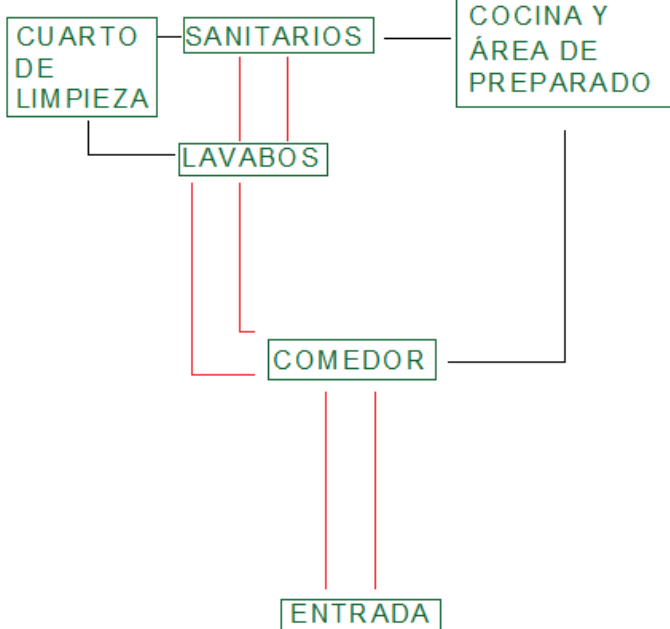 CUARTO
DE
LIMPIEZA
SANITARIOS
COCINA Y
ÁREA DE
PREPARADO
LAVABOS
COMEDOR
ENTRADA